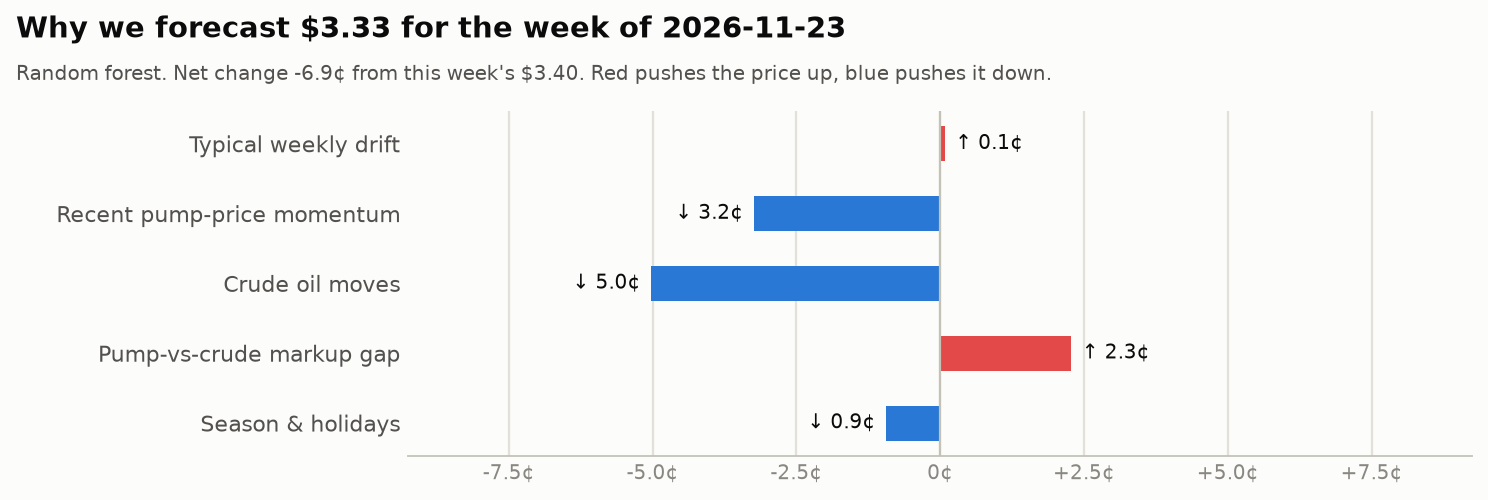 Why we forecast $3.33 for the week of 2026-11-23
Random forest. Net change -6.9¢ from this week's $3.40. Red pushes the price up, blue pushes it down.
Typical weekly drift
↑ 0.1¢
Recent pump-price momentum
↓ 3.2¢
Crude oil moves
↓ 5.0¢
Pump-vs-crude markup gap
↑ 2.3¢
Season & holidays
↓ 0.9¢
-7.5¢ -5.0¢ -2.5¢ 0¢ +2.5¢ +5.0¢ +7.5¢